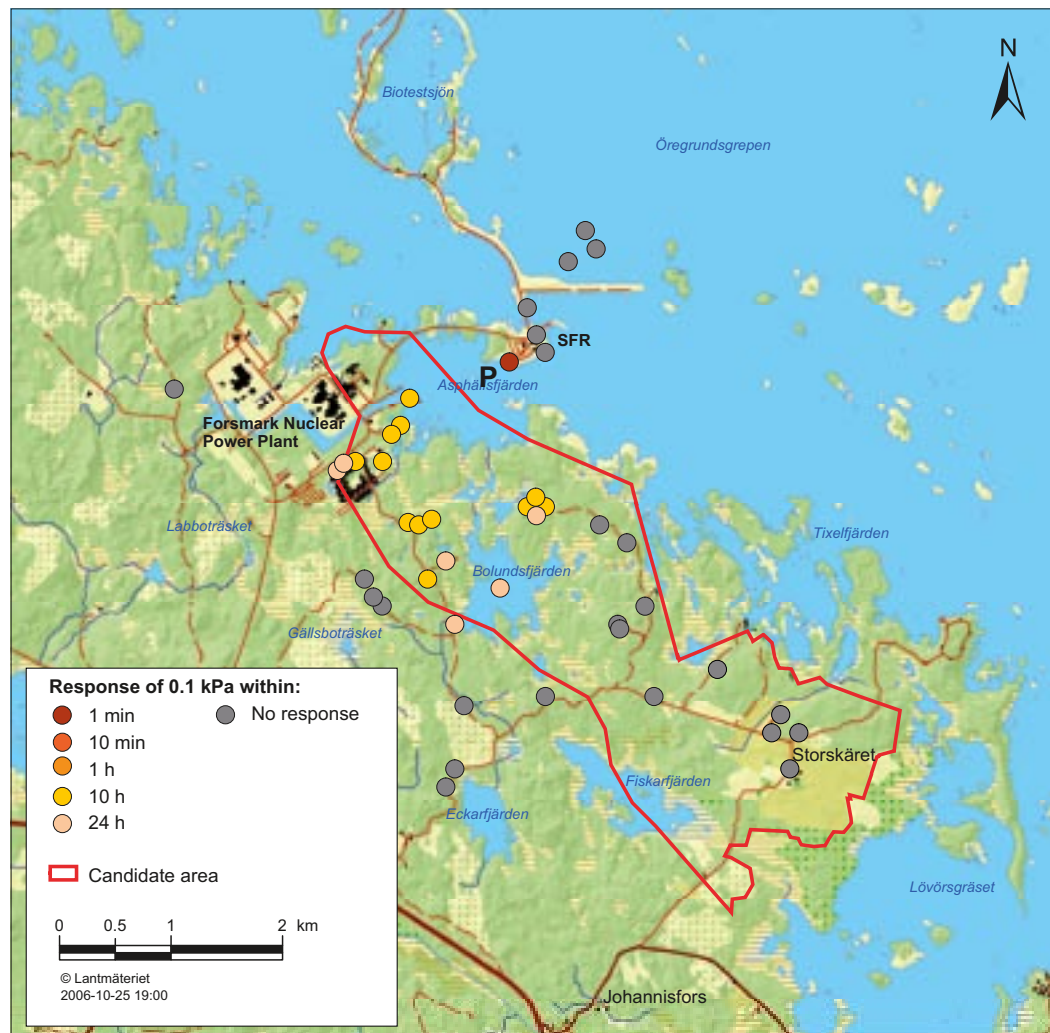 Biotestsjön
N
Öregrundsgrepen
SFR
P
Asphällsfjärden
Forsmark Nuclear
Power Plant
Labboträsket
Tixelfjärden
Bolundsfjärden
Gällsboträsket
Storskäret
Fiskarfjärden
Eckarfjärden
Lövörsgräset
Johannisfors
Response of 0.1 kPa within:
1 min
No response
10 min
1 h
10 h
24 h
Candidate area
0 0.5 1 2 km
© Lantmäteriet
2006-10-25 19:00